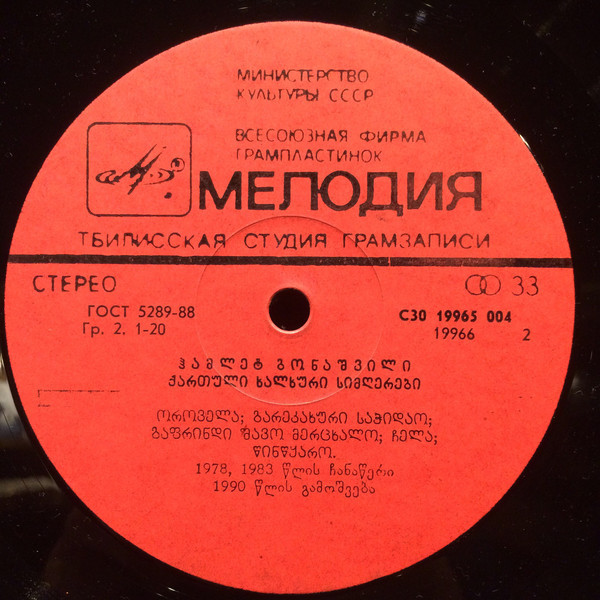 МИНИСТЕРСТВО
КУЛЬТУРЫ СССР
ВСЕСОЮЗНАЯ ФИРМА
ГРАМПЛАСТИНОК
МЕЛОДИЯ
ТБИЛИССКАЯ СТУДИЯ ГРАМЗАПИСИ
СТЕРЕО
33
ГОСТ 5289-88
Гр. 2. 1-20
С30 19965 004
19966 2
ჰამლეტ გონაშვილი
ქართული ხალხური სიმღერები
ოროველა; გარეკახური საჭიდაო;
გაფრინდი შავო მერცხალო; ჩელა;
წინწყარო.
1978, 1983 წლის ჩანაწერი
1990 წლის გამოშვება